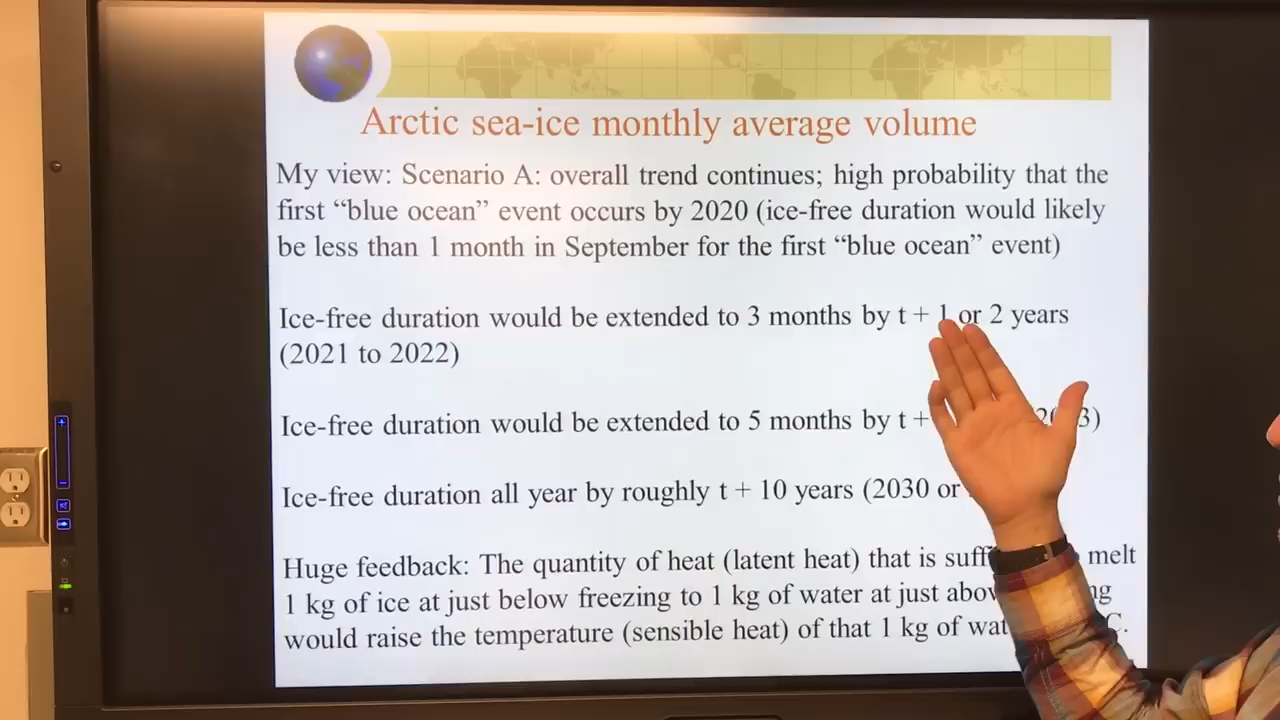 Arctic sea-ice monthly average volume
My view: Scenario A: overall trend continues; high probability that the
first “blue ocean” event occurs by 2020 (ice-free duration would likely
be less than 1 month in September for the first “blue ocean” event)
Ice-free duration would be extended to 3 months by t + 1 or 2 years
(2021 to 2022)
Ice-free duration would be extended to 5 months by t + 3)
Ice-free duration all year by roughly t + 10 years (2030 or
Huge feedback: The quantity of heat (latent heat) that is melt
1 kg of ice at just below freezing to 1 kg of water at just
would raise the temperature (sensible heat) of that 1 kg of C.